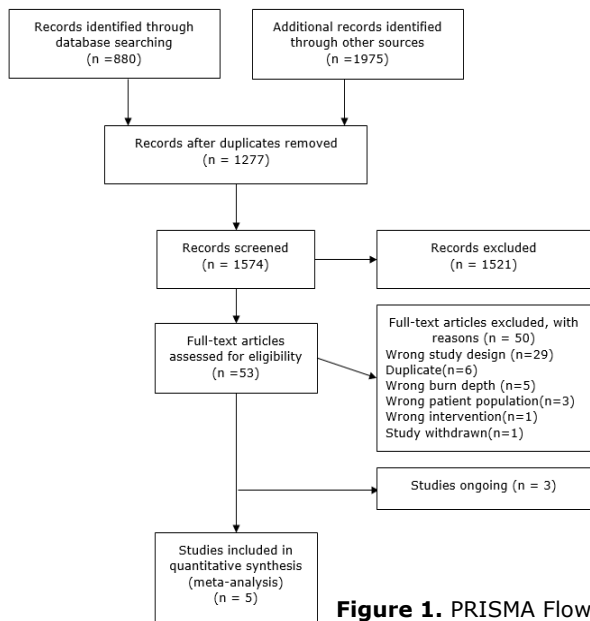 Records identified through
database searching
(n =880)
Additional records identified
through other sources
(n =1975)
Records after duplicates removed
(n = 1277)
Records screened
(n = 1574)
Records excluded
(n = 1521)
Full-text articles
assessed for eligibility
(n =53)
Full-text articles excluded, with
reasons (n = 50)
Wrong study design (n=29)
Duplicate(n=6)
Wrong burn depth (n=5)
Wrong patient population(n=3)
Wrong intervention(n=1)
Study withdrawn(n=1)
Studies ongoing (n = 3)
Studies included in
quantitative synthesis
(meta-analysis)
(n = 5)
Figure 1. PRISMA Flow